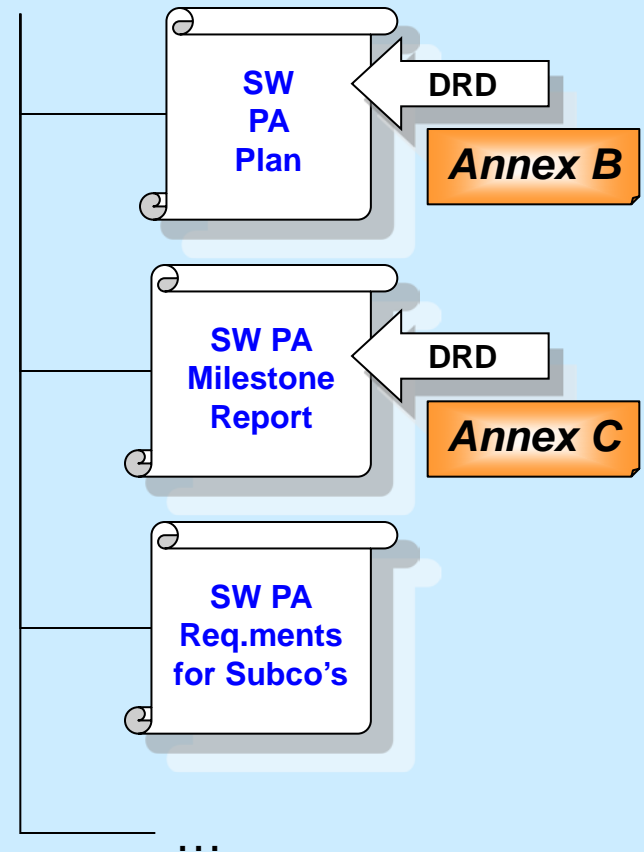 SW
PA
Plan
DRD
Annex B
SW PA
Milestone
Report
DRD
Annex C
SW PA
Req.ments
for Subco's
...